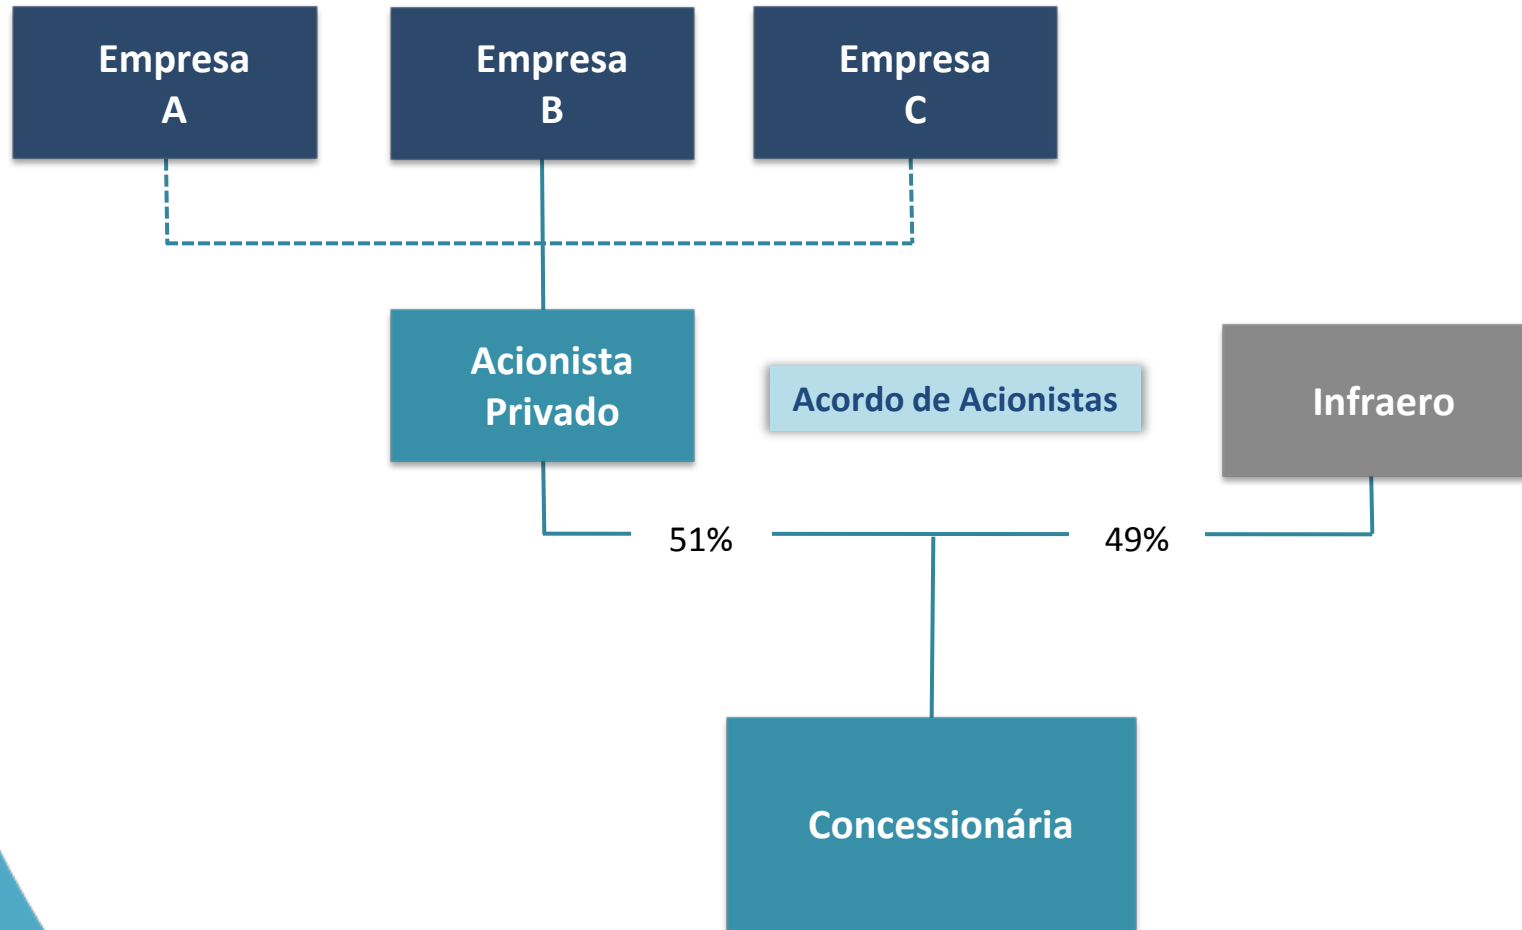 Empresa
A
Empresa
B
Empresa
C
Acionista
Privado
Acordo de Acionistas
Infraero
51%
49%
Concessionária